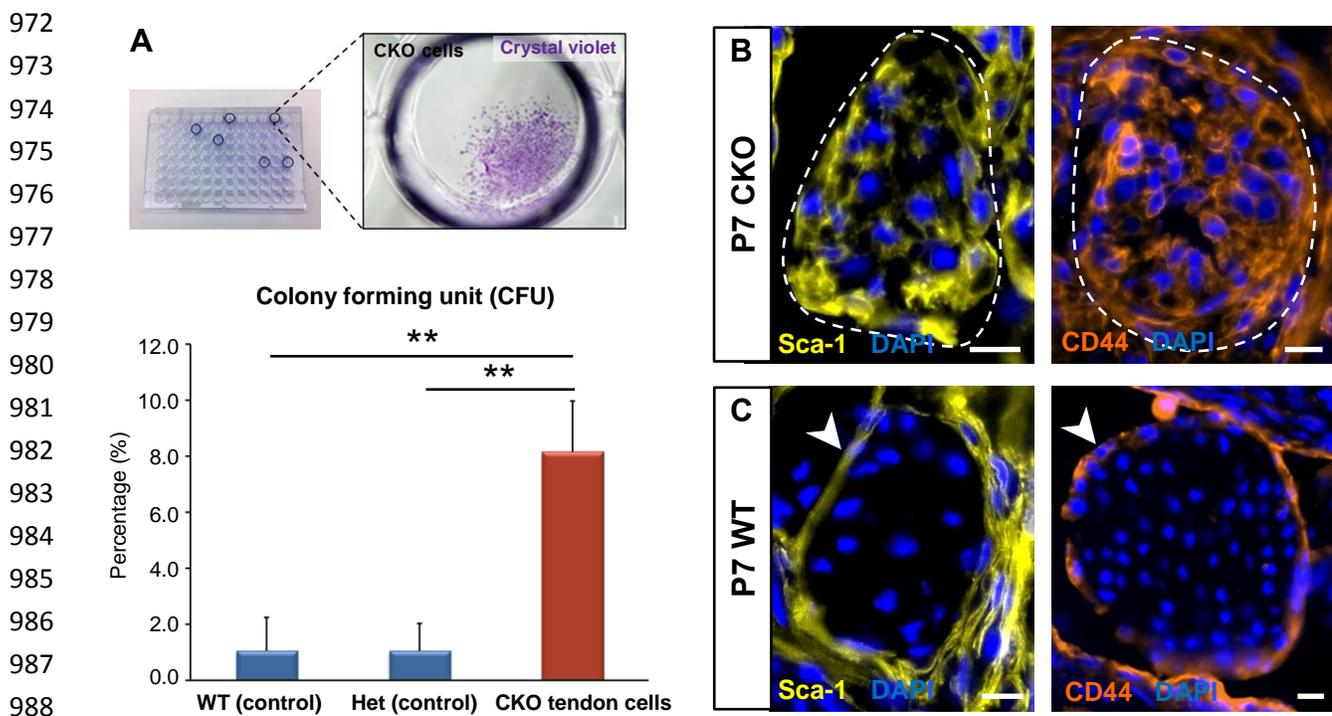 972
973
974
975
976
977
978
979
980
981
982
983
984
985
986
987
988
A
CKO cells
Crystal violet
Colony forming unit (CFU)
**
**
Percentage (%)
12.0
10.0
8.0
6.0
4.0
2.0
0.0
WT (control)
Het (control)
CKO tendon cells
B
P7 CKO
Sca-1 DAPI
CD44 DAPI
C
P7 WT
Sca-1 DAPI
CD44 DAPI